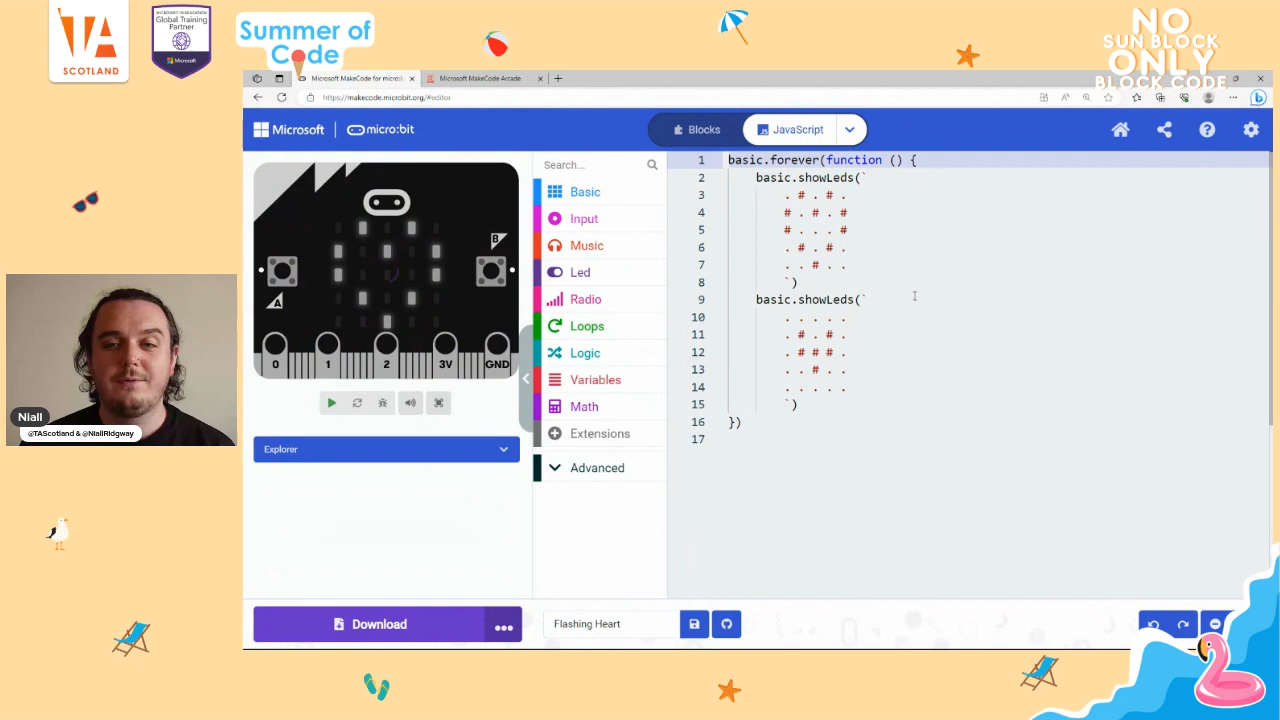 TA
SCOTLAND
MICROSOFT IN EDUCATION
Global Training
Partner
Microsoft
Summer of
Code
NO
SUN BLOCK
ONLY
BLOCK CODE
Microsoft MakeCode for micro:
Microsoft MakeCode Arcade
https://makecode.microbit.org/#editor
Microsoft
micro:bit
Blocks
JS
JavaScript
B
A
0 1 2 3V GND
Explorer
Search...
Basic
Input
Music
Led
Radio
Loops
Logic
Variables
Math
Extensions
Advanced
1 basic.forever(function () {
2 basic.showLeds(`
3 . # . # .
4 # . # . #
5 # . . . #
6 . # . # .
7 . . # . .
8 `)
9 basic.showLeds(`
10 . . . . .
11 . # . # .
12 . # # # .
13 . . # . .
14 . . . . .
15 `)
16 })
17
Download
Flashing Heart
Niall
@TAScotland & @NiallRidgway